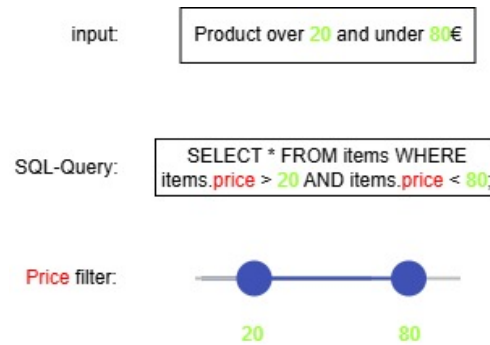 input:
Product over 20 and under 80€
SQL-Query:
SELECT * FROM items WHERE
items.price > 20 AND items.price < 80;
Price filter:
20 80